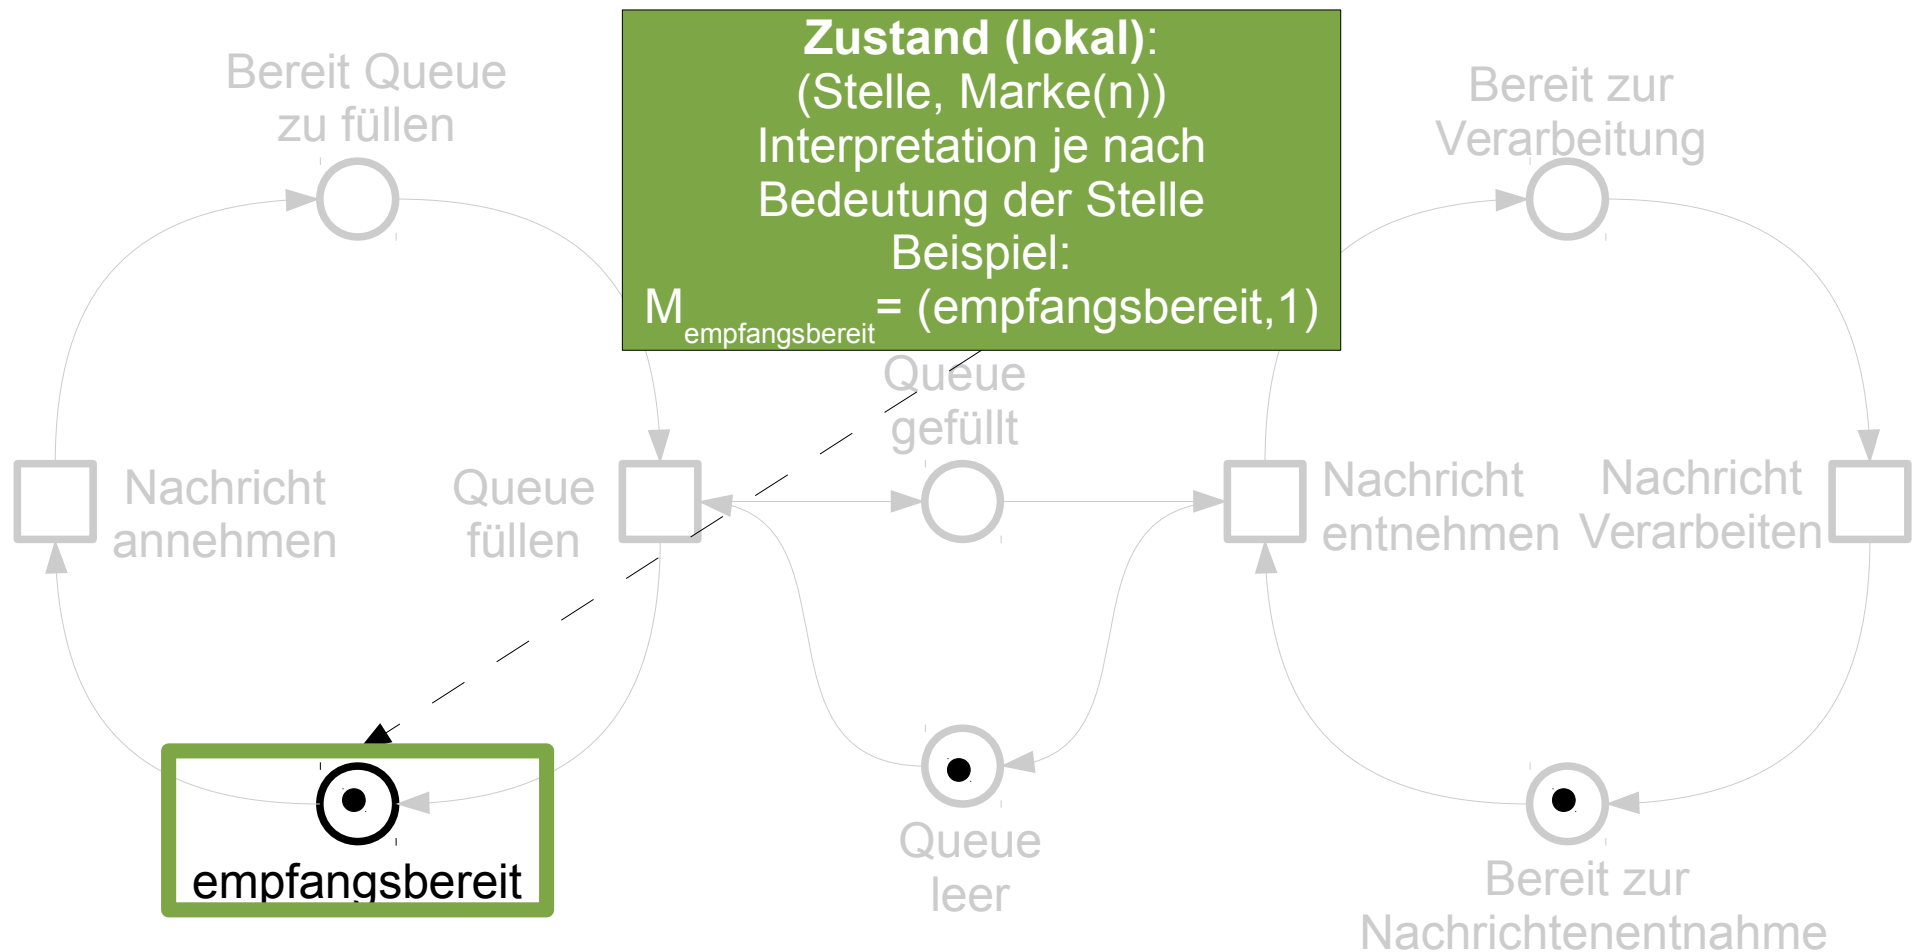 Zustand (lokal):
(Stelle, Marke(n))
Interpretation je nach
Bedeutung der Stelle
Beispiel:
M empfangsbereit = (empfangsbereit,1)
Bereit Queue
zu füllen
Bereit zur
Verarbeitung
Queue
gefüllt
Nachricht
annehmen
Queue
füllen
Nachricht
entnehmen
Nachricht
Verarbeiten
empfangsbereit
Queue
leer
Bereit zur
Nachrichtenentnahme